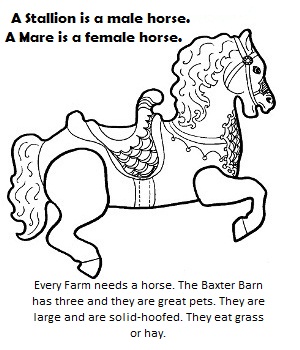 A Stallion is a male horse.
A Mare is a female horse.
Every Farm needs a horse. The Baxter Barn
has three and they are great pets. They are
large and are solid-hoofed. They eat grass
or hay.